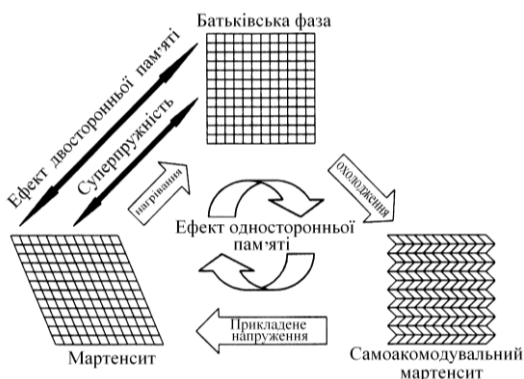 Батьківська фаза
Ефект двосторонньої пам'яті
Суперпружність
нагрівання
охолодження
Ефект односторонньої
пам'яті
Прикладене
напруження
Мартенсит
Самоакомодувальний
мартенсит